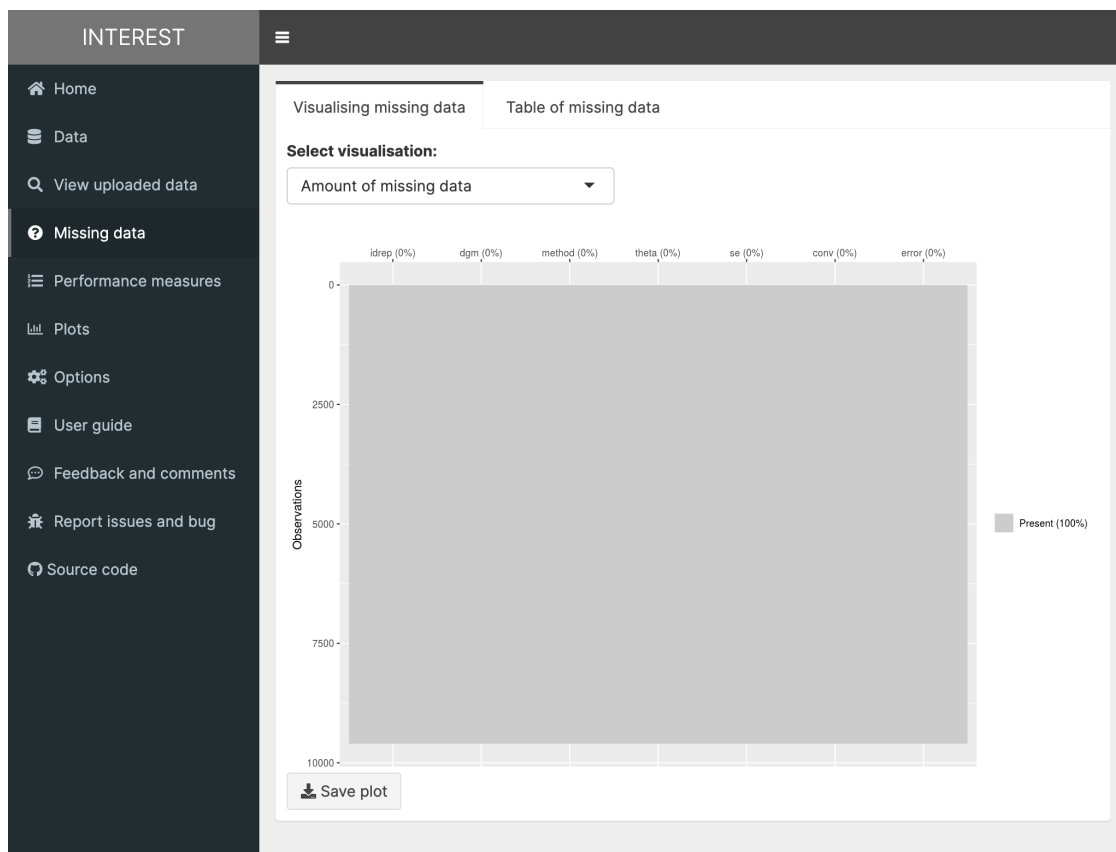 INTEREST
Home
Data
View uploaded data
Missing data
Performance measures
Plots
Options
User guide
Feedback and comments
Report issues and bug
Source code
Visualising missing data
Table of missing data
Select visualisation:
Amount of missing data
idrep (0%) dgm (0%) method (0%) theta (0%) se (0%) conv (0%) error (0%)
0
2500
5000
7500
10000
Observations
Present (100%)
Save plot